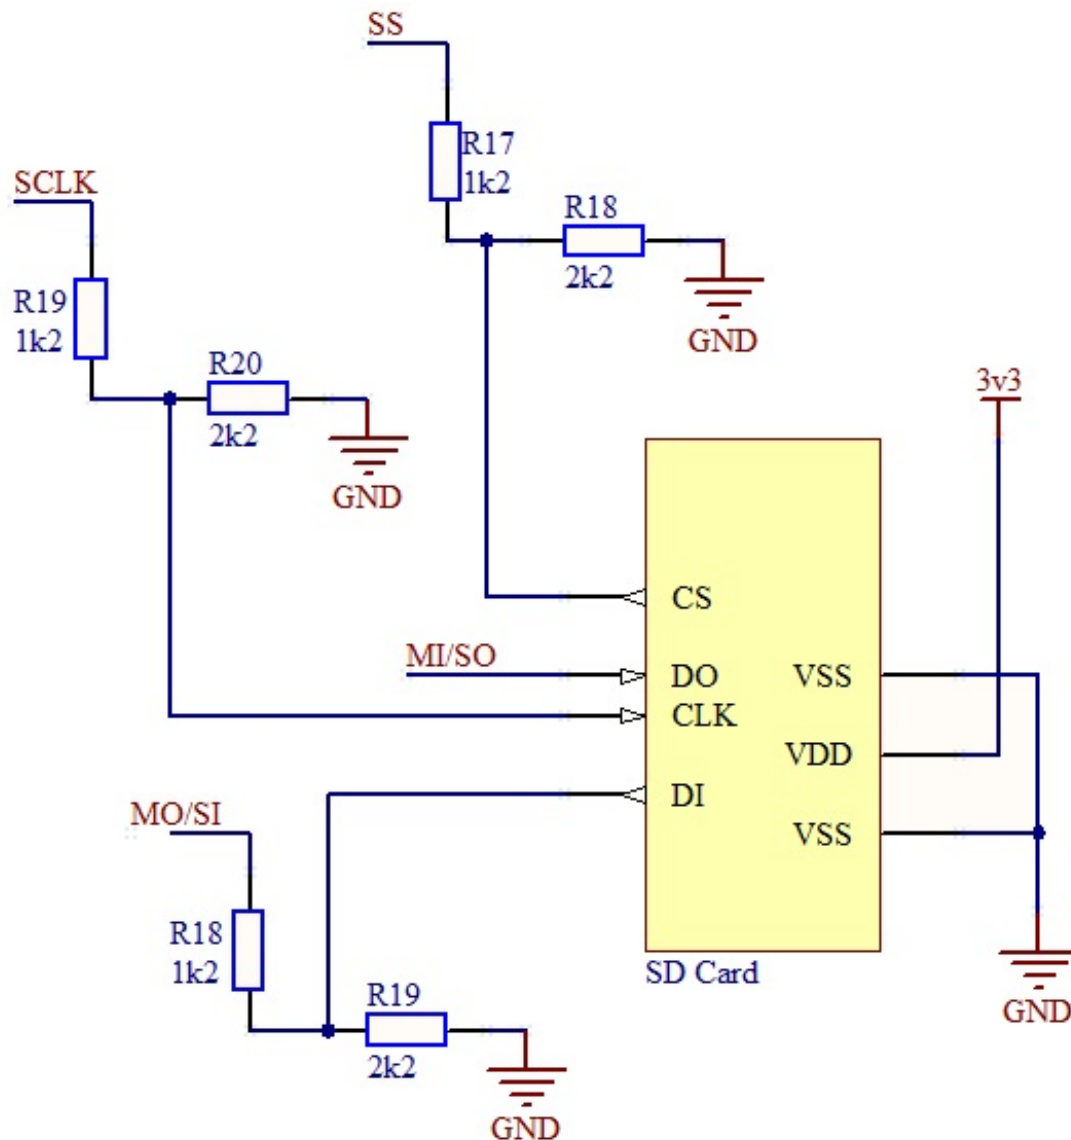 SS
R17
1k2
SCLK
R18
2k2
GND
R19
1k2
R20
2k2
GND
3v3
CS
MI/SO
DO
VSS
CLK
VDD
DI
MO/SI
VSS
R18
1k2
SD Card
R19
2k2
GND
GND